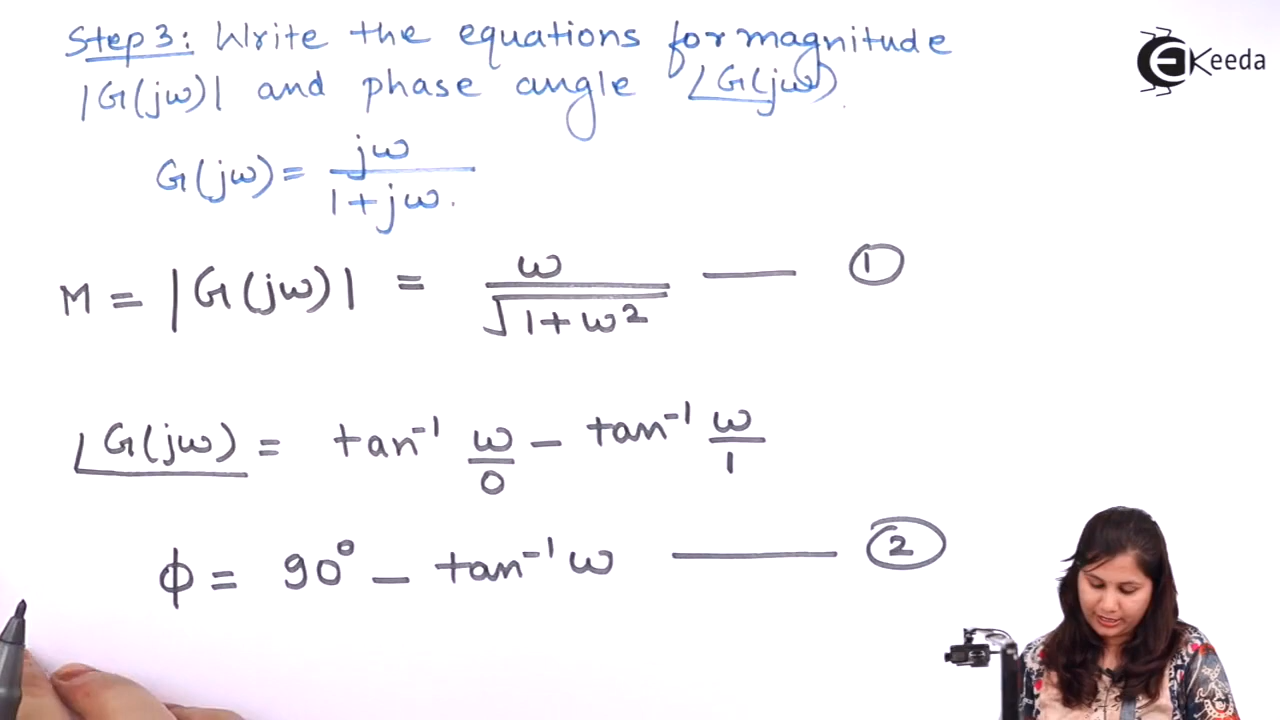 Step 3: Write the equations for magnitude
|G(jω)| and phase angle ∠G(jω).
G(jω) = jω / 1 + jω.
M = |G(jω)| = ω / √1+ω² —— ①
∠G(jω) = tan⁻¹ ω/0 − tan⁻¹ ω/1
ϕ = 90° − tan⁻¹ ω —— ②
EKeeda